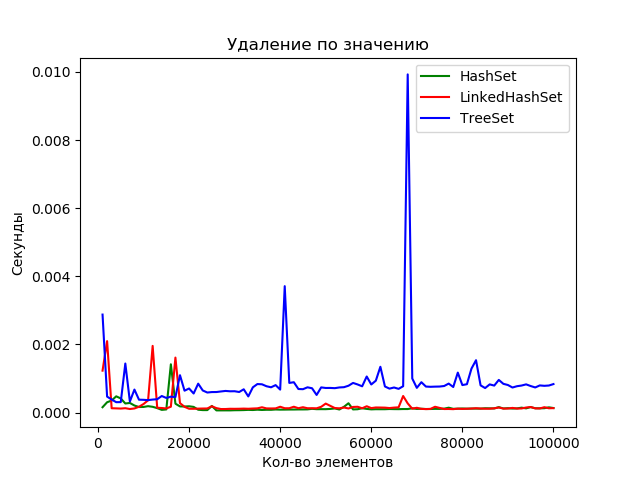 Удаление по значению
HashSet
LinkedHashSet
TreeSet
Секунды
0.010
0.008
0.006
0.004
0.002
0.000
0
20000
40000
60000
80000
100000
Кол-во элементов